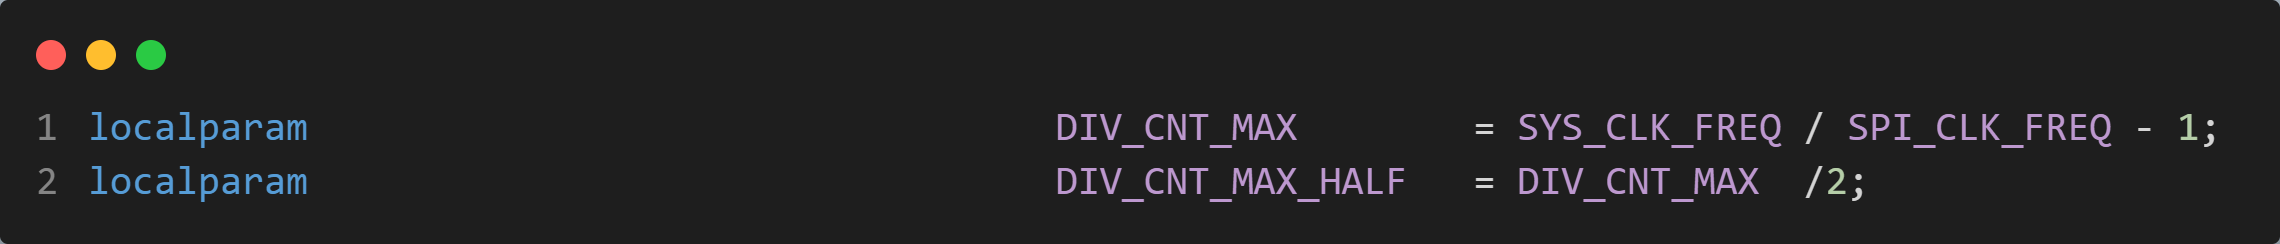 1 localparam                                            DIV_CNT_MAX        = SYS_CLK_FREQ / SPI_CLK_FREQ - 1;
2 localparam                                            DIV_CNT_MAX_HALF   = DIV_CNT_MAX  /2;